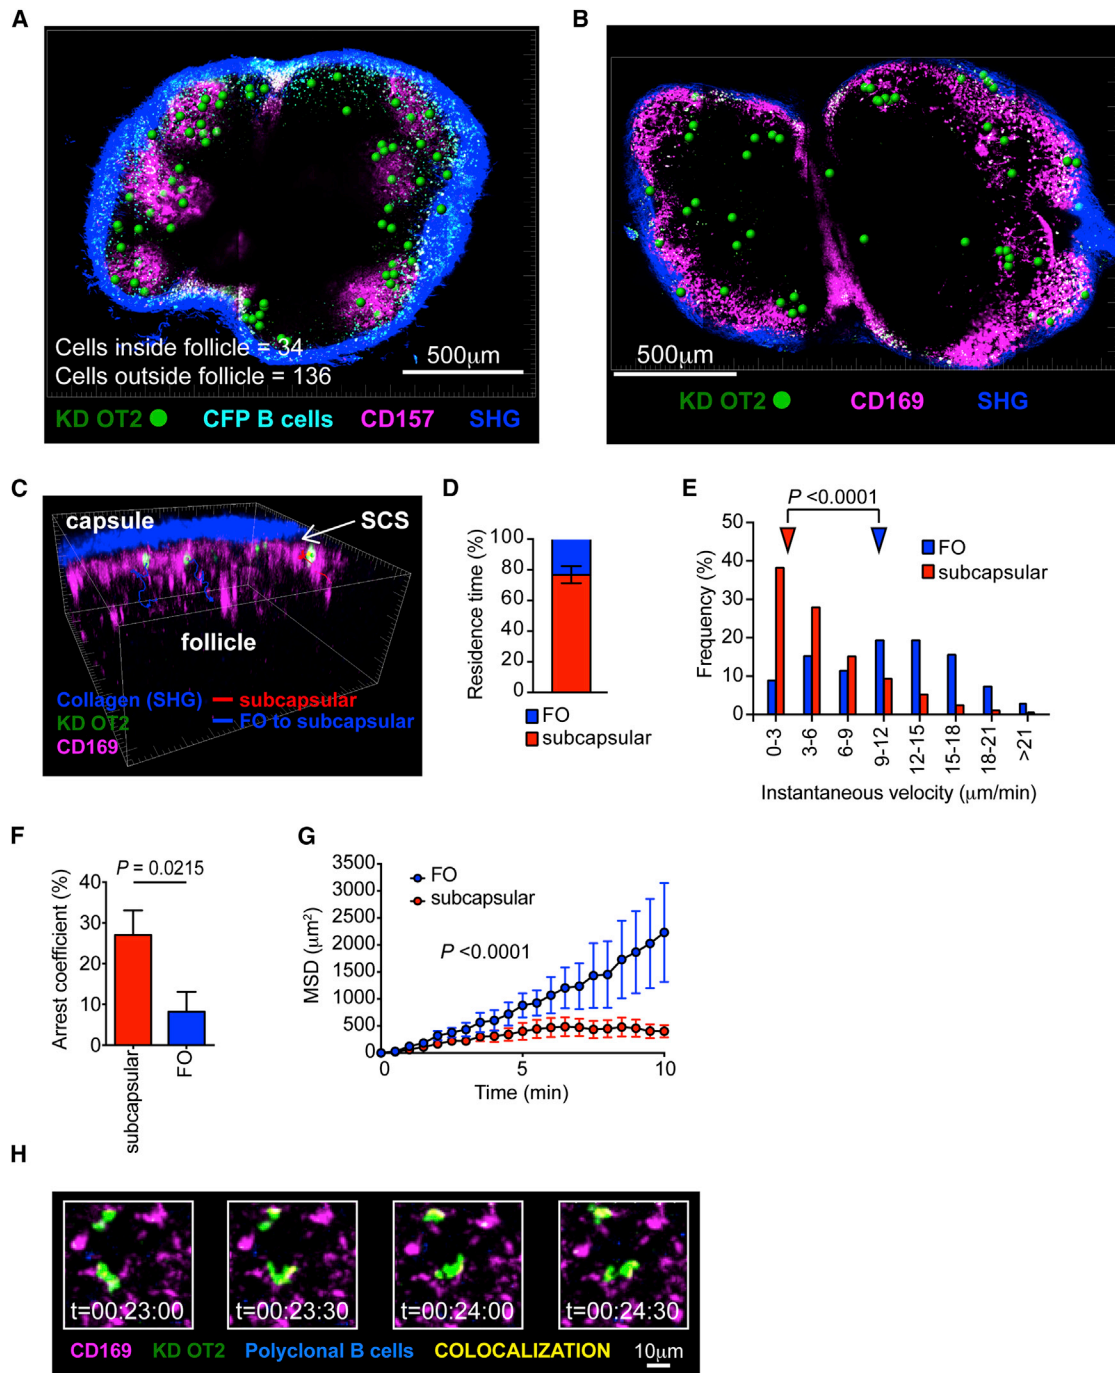 A
Cells inside follicle = 34
Cells outside follicle = 136
500μm
KD OT2 CFP B cells CD157 SHG
B
500μm
KD OT2 CD169 SHG
C
capsule
SCS
follicle
Collagen (SHG)
KD OT2
CD169
subcapsular
FO to subcapsular
D
Residence time (%)
100
80
60
40
20
0
FO
subcapsular
E
P <0.0001
FO
subcapsular
Frequency (%)
50
40
30
20
10
0
0-3
3-6
6-9
9-12
12-15
15-18
18-21
>21
Instantaneous velocity (μm/min)
F
P = 0.0215
Arrest coefficient (%)
40
30
20
10
0
subcapsular
FO
G
FO
subcapsular
P <0.0001
MSD (μm²)
3500
3000
2500
2000
1500
1000
500
0
0
5
10
Time (min)
H
t=00:23:00
t=00:23:30
t=00:24:00
t=00:24:30
CD169 KD OT2 Polyclonal B cells COLOCALIZATION 10μm